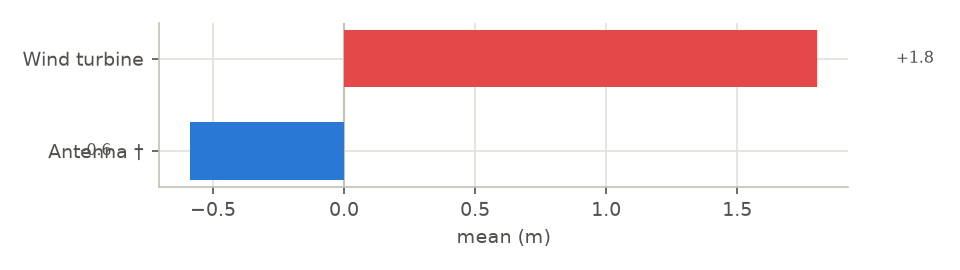 Wind turbine
+1.8
Antenna †
-0.6
−0.5 0.0 0.5 1.0 1.5
mean (m)